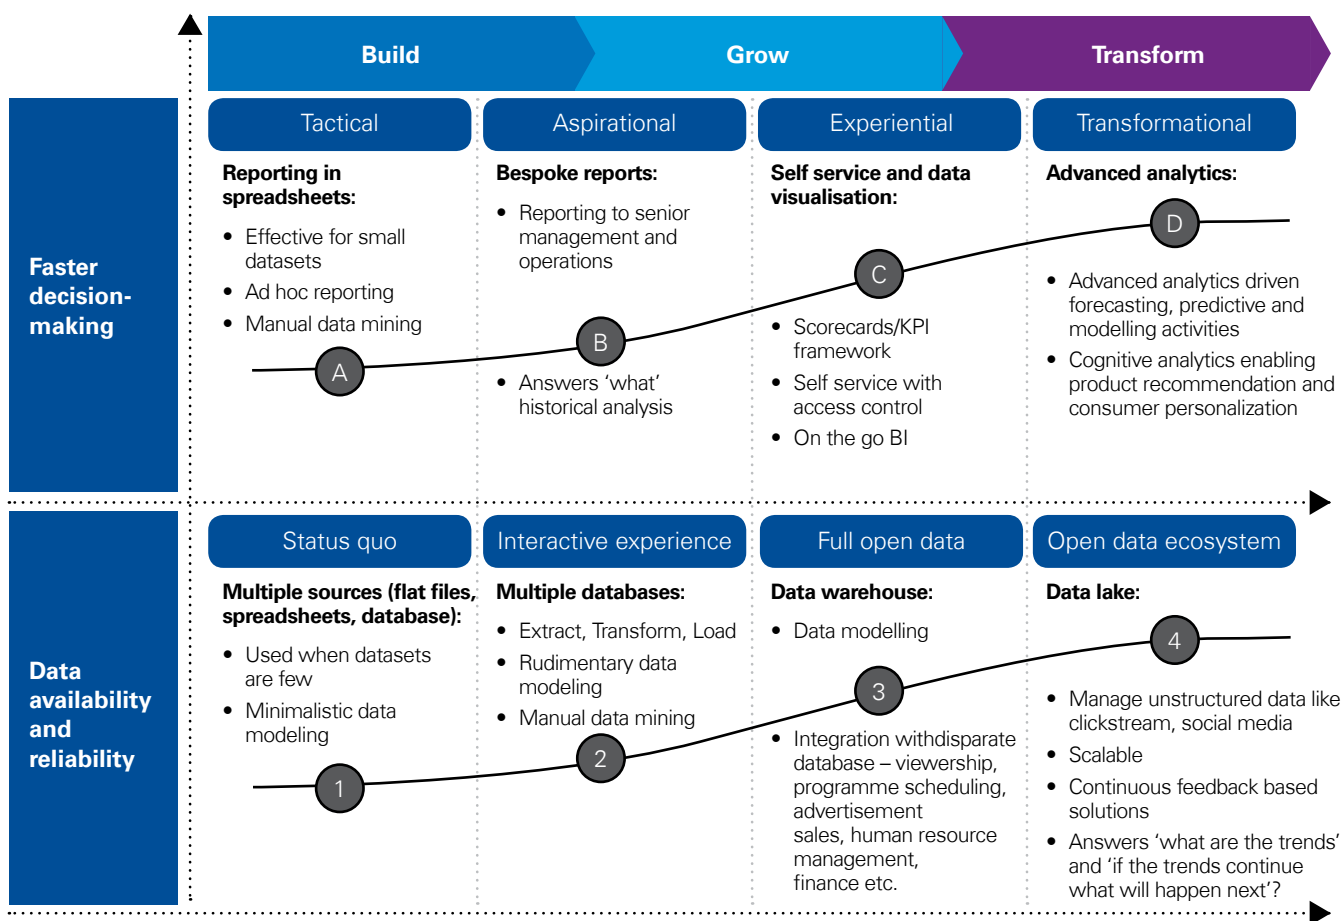 Build
Grow
Transform
Faster
decision-
making
Tactical
Reporting in
spreadsheets:
• Effective for small
datasets
• Ad hoc reporting
• Manual data mining
A
Aspirational
Bespoke reports:
• Reporting to senior
management and
operations
B
• Answers ‘what’
historical analysis
Experiential
Self service and data
visualisation:
C
• Scorecards/KPI
framework
• Self service with
access control
• On the go BI
Transformational
Advanced analytics:
D
• Advanced analytics driven
forecasting, predictive and
modelling activities
• Cognitive analytics enabling
product recommendation and
consumer personalization
Data
availability
and
reliability
Status quo
Multiple sources (flat files,
spreadsheets, database):
• Used when datasets
are few
• Minimalistic data
modeling
1
Interactive experience
Multiple databases:
• Extract, Transform, Load
• Rudimentary data
modeling
• Manual data mining
2
Full open data
Data warehouse:
• Data modelling
3
• Integration withdisparate
database – viewership,
programme scheduling,
advertisement
sales, human resource
management,
finance etc.
Open data ecosystem
Data lake:
4
• Manage unstructured data like
clickstream, social media
• Scalable
• Continuous feedback based
solutions
• Answers ‘what are the trends’
and ‘if the trends continue
what will happen next’?